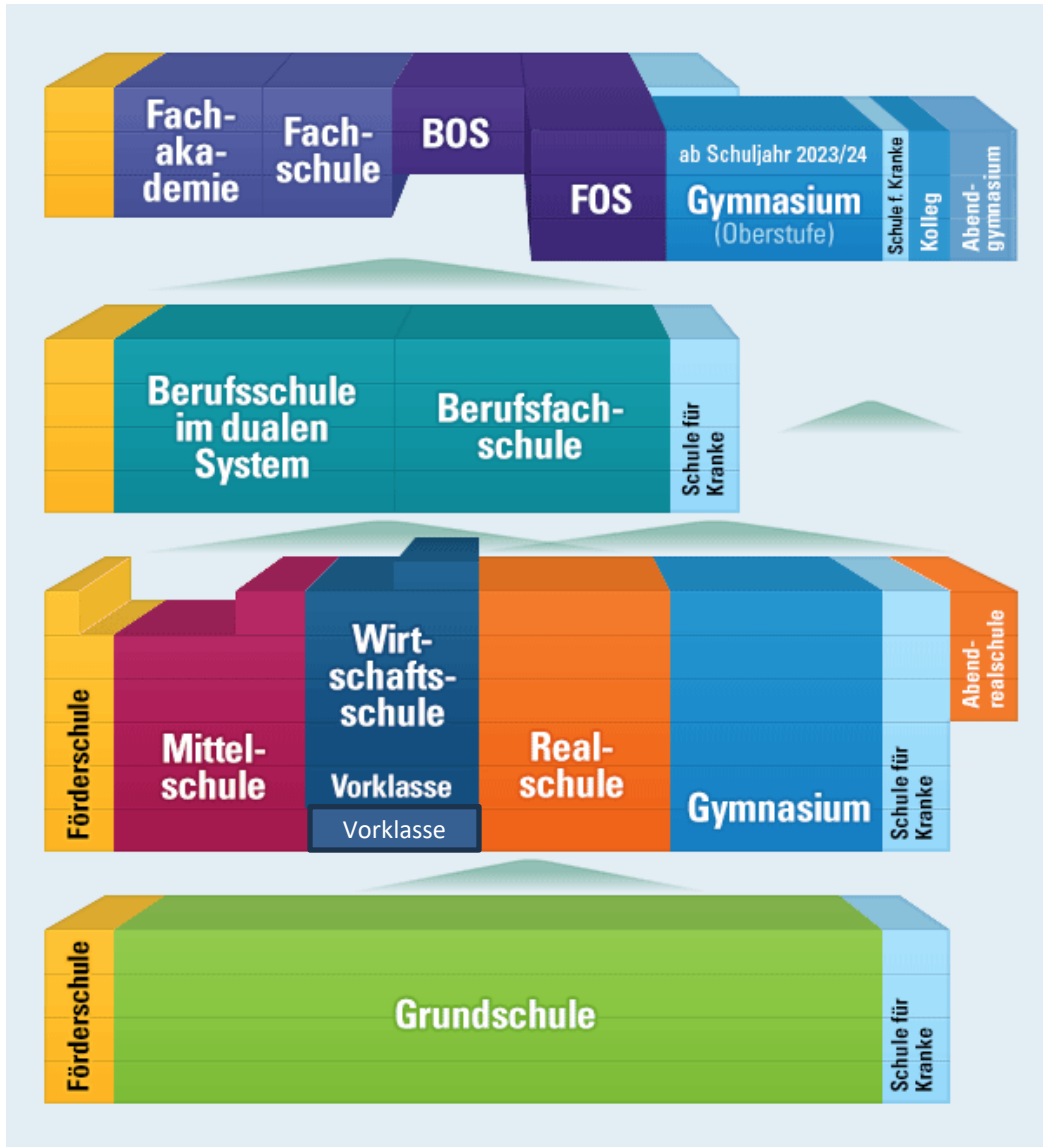 Fach-
aka-
demie
Fach-
schule
BOS
FOS
ab Schuljahr 2023/24
Gymnasium
(Oberstufe)
Schule f. Kranke
Kolleg
Abend-
gymnasium
Berufsschule
im dualen
System
Berufsfach-
schule
Schule für
Kranke
Förderschule
Mittel-
schule
Wirt-
schafts-
schule
Vorklasse
Vorklasse
Real-
schule
Gymnasium
Schule für
Kranke
Abend-
realschule
Förderschule
Grundschule
Schule für
Kranke